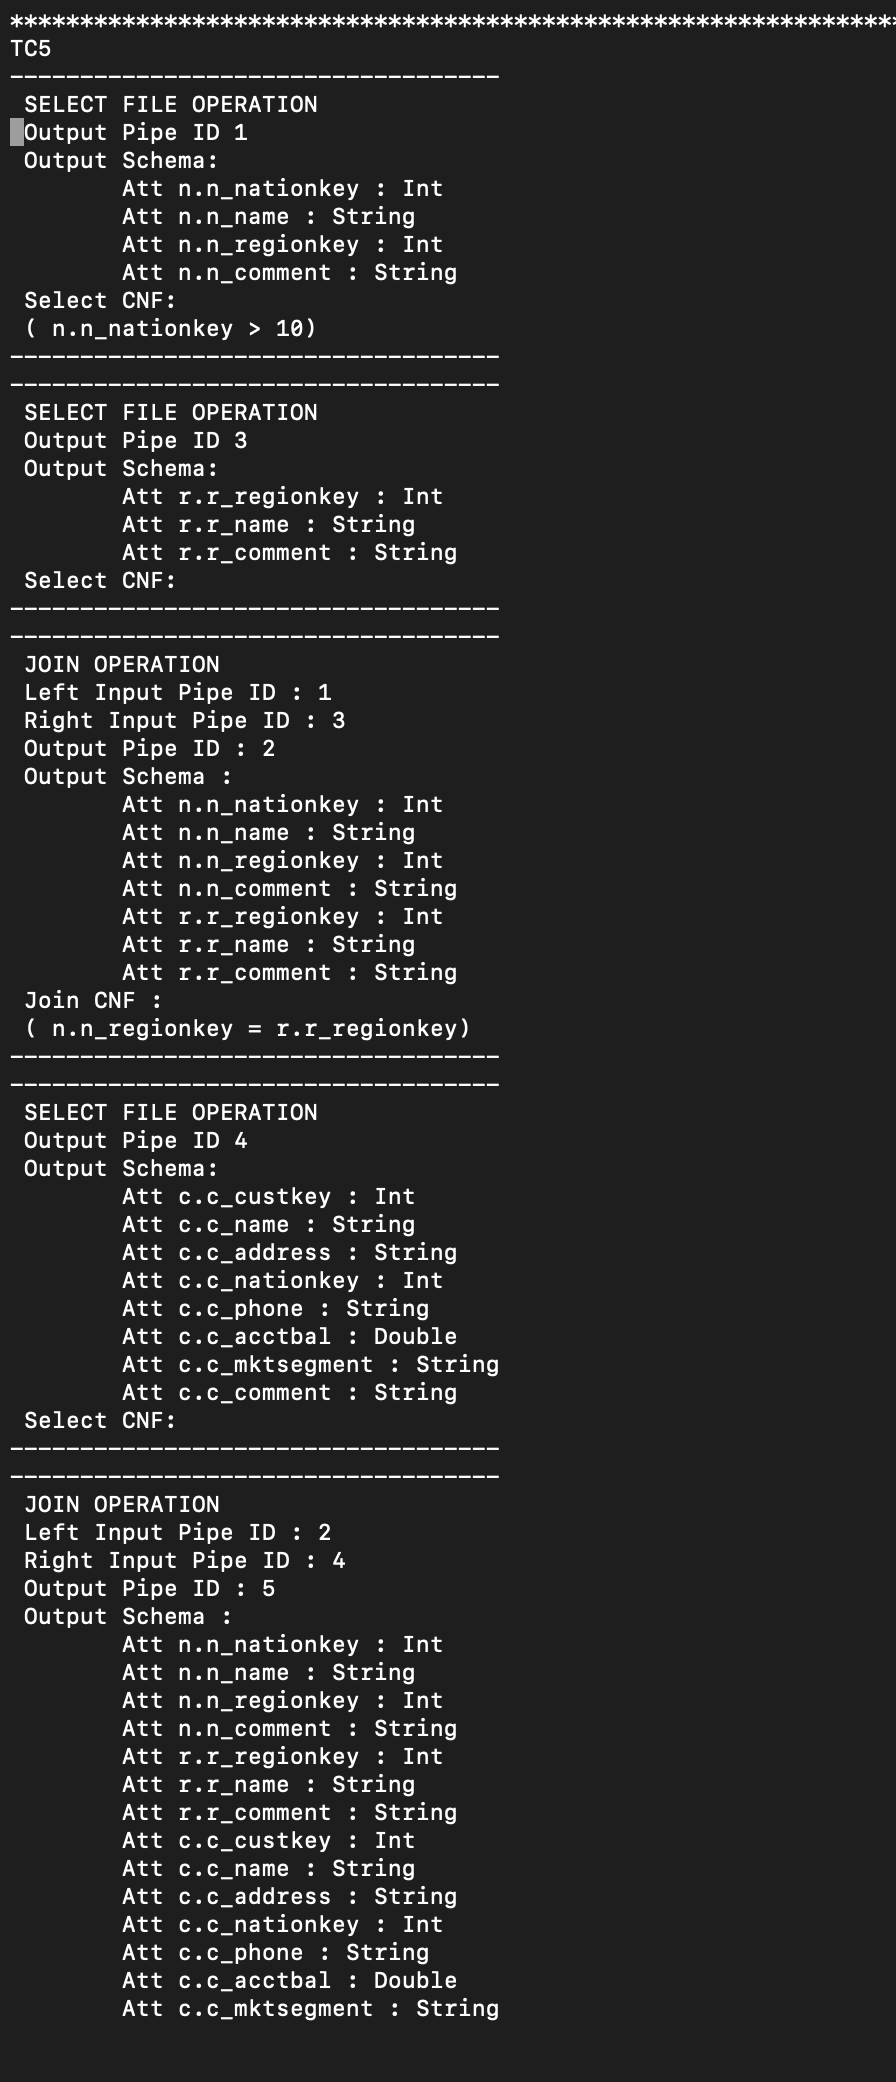 ****************************************************************
TC5
-----------------------------------
 SELECT FILE OPERATION
 Output Pipe ID 1
 Output Schema:
        Att n.n_nationkey : Int
        Att n.n_name : String
        Att n.n_regionkey : Int
        Att n.n_comment : String
 Select CNF:
 ( n.n_nationkey > 10)
-----------------------------------
-----------------------------------
 SELECT FILE OPERATION
 Output Pipe ID 3
 Output Schema:
        Att r.r_regionkey : Int
        Att r.r_name : String
        Att r.r_comment : String
 Select CNF:
-----------------------------------
-----------------------------------
 JOIN OPERATION
 Left Input Pipe ID : 1
 Right Input Pipe ID : 3
 Output Pipe ID : 2
 Output Schema :
        Att n.n_nationkey : Int
        Att n.n_name : String
        Att n.n_regionkey : Int
        Att n.n_comment : String
        Att r.r_regionkey : Int
        Att r.r_name : String
        Att r.r_comment : String
 Join CNF :
 ( n.n_regionkey = r.r_regionkey)
-----------------------------------
-----------------------------------
 SELECT FILE OPERATION
 Output Pipe ID 4
 Output Schema:
        Att c.c_custkey : Int
        Att c.c_name : String
        Att c.c_address : String
        Att c.c_nationkey : Int
        Att c.c_phone : String
        Att c.c_acctbal : Double
        Att c.c_mktsegment : String
        Att c.c_comment : String
 Select CNF:
-----------------------------------
-----------------------------------
 JOIN OPERATION
 Left Input Pipe ID : 2
 Right Input Pipe ID : 4
 Output Pipe ID : 5
 Output Schema :
        Att n.n_nationkey : Int
        Att n.n_name : String
        Att n.n_regionkey : Int
        Att n.n_comment : String
        Att r.r_regionkey : Int
        Att r.r_name : String
        Att r.r_comment : String
        Att c.c_custkey : Int
        Att c.c_name : String
        Att c.c_address : String
        Att c.c_nationkey : Int
        Att c.c_phone : String
        Att c.c_acctbal : Double
        Att c.c_mktsegment : String